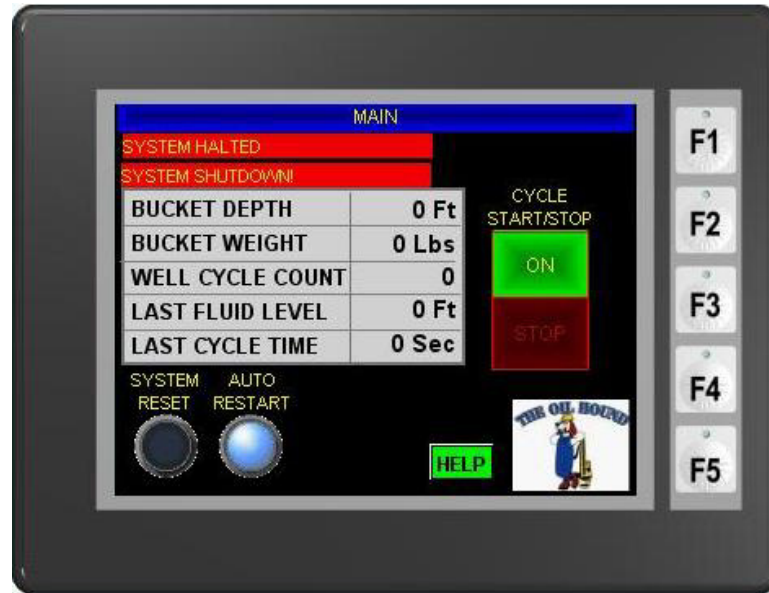 MAIN
SYSTEM HALTED
SYSTEM SHUTDOWN!
BUCKET DEPTH 0 Ft
BUCKET WEIGHT 0 Lbs
WELL CYCLE COUNT 0
LAST FLUID LEVEL 0 Ft
LAST CYCLE TIME 0 Sec
CYCLE
START/STOP
ON
STOP
SYSTEM RESET
AUTO RESTART
HELP
THE OIL HOUND
F1
F2
F3
F4
F5